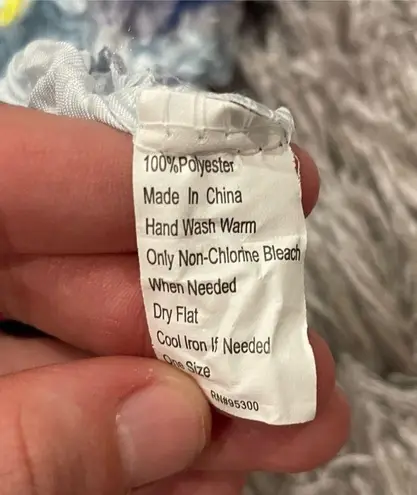 100%Polyester
Made In China
Hand Wash Warm
Only Non-Chlorine Bleach
When Needed
Dry Flat
Cool Iron If Needed
One Size
RN#95300